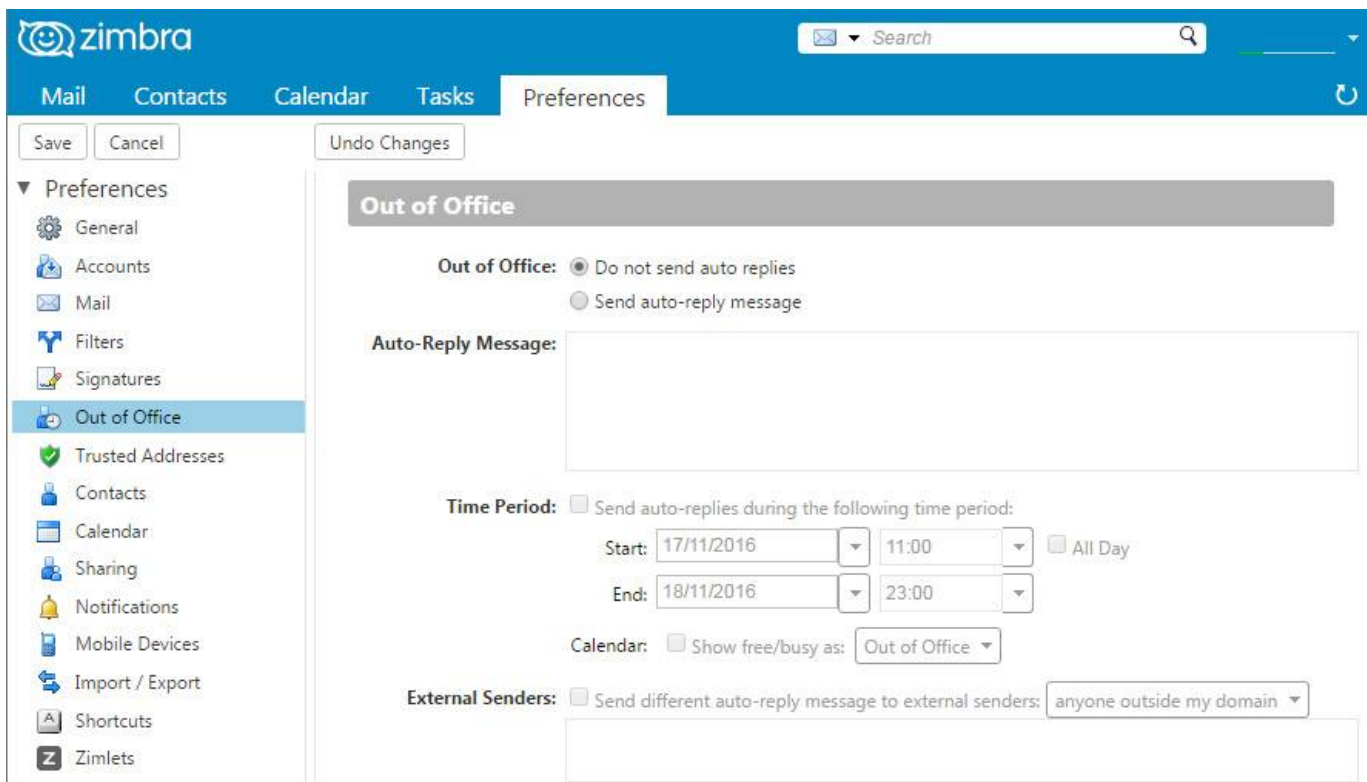 zimbra
Search
Mail Contacts Calendar Tasks Preferences
Save Cancel Undo Changes
Preferences
General
Accounts
Mail
Filters
Signatures
Out of Office
Trusted Addresses
Contacts
Calendar
Sharing
Notifications
Mobile Devices
Import / Export
A Shortcuts
Z Zimlets
Out of Office
Out of Office: Do not send auto replies
Send auto-reply message
Auto-Reply Message:
Time Period: Send auto-replies during the following time period:
Start: 17/11/2016 11:00 All Day
End: 18/11/2016 23:00
Calendar: Show free/busy as: Out of Office
External Senders: Send different auto-reply message to external senders: anyone outside my domain